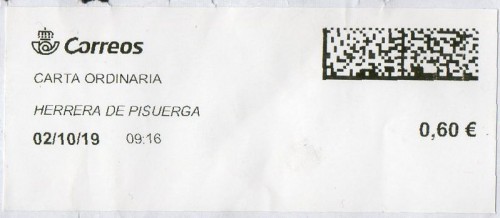 Correos
CARTA ORDINARIA
HERRERA DE PISUERGA
02/10/19 09:16
0,60 €